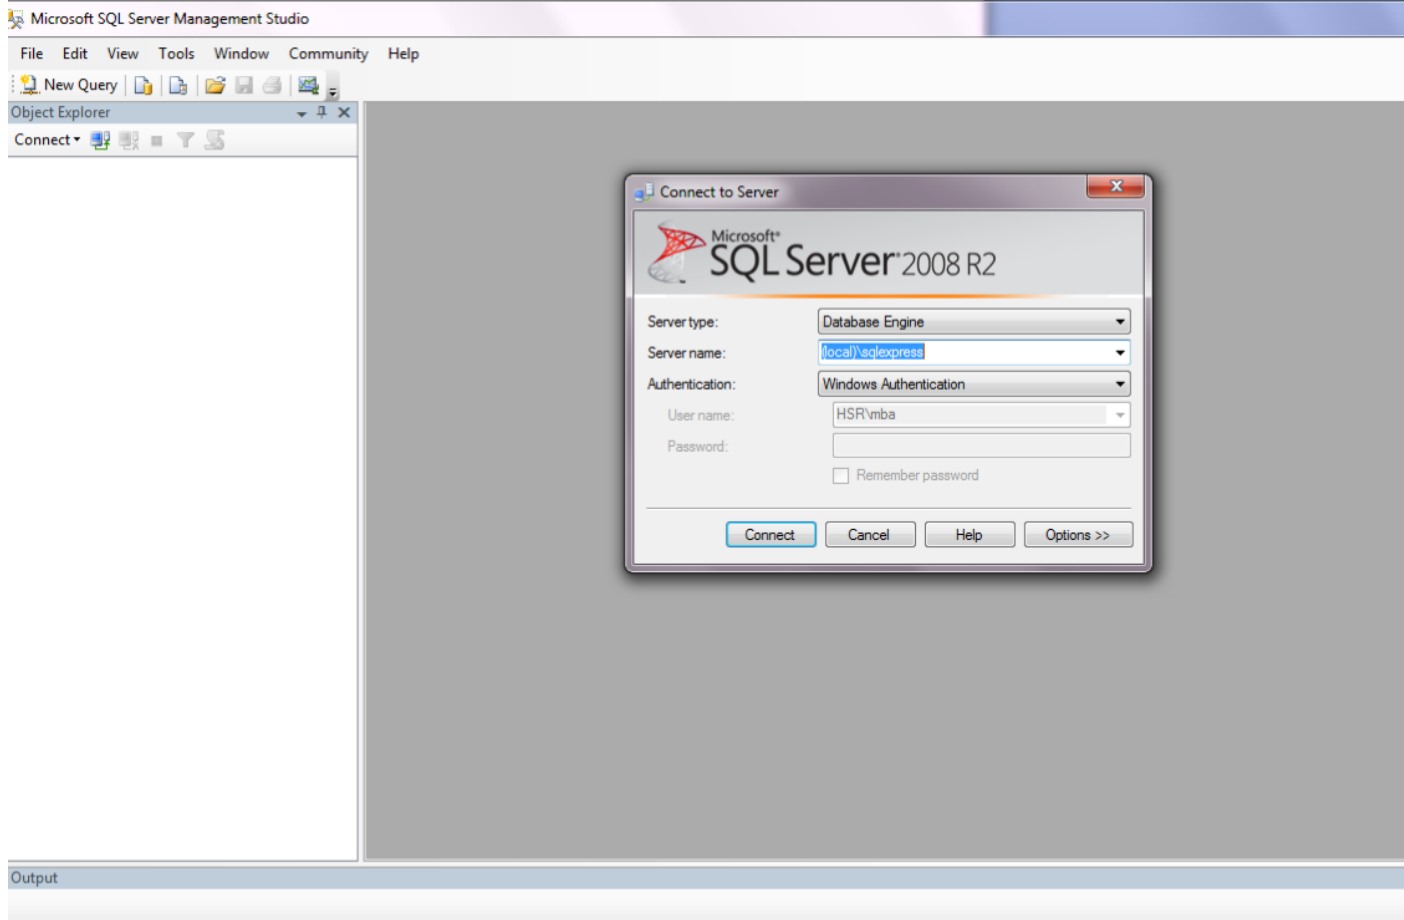 Microsoft SQL Server Management Studio
File Edit View Tools Window Community Help
New Query
Object Explorer
Connect
Connect to Server
Microsoft®
SQL Server® 2008 R2
Server type: Database Engine
Server name: (local)\sqlexpress
Authentication: Windows Authentication
User name: HSR\mba
Password:
Remember password
Connect Cancel Help Options >>
Output